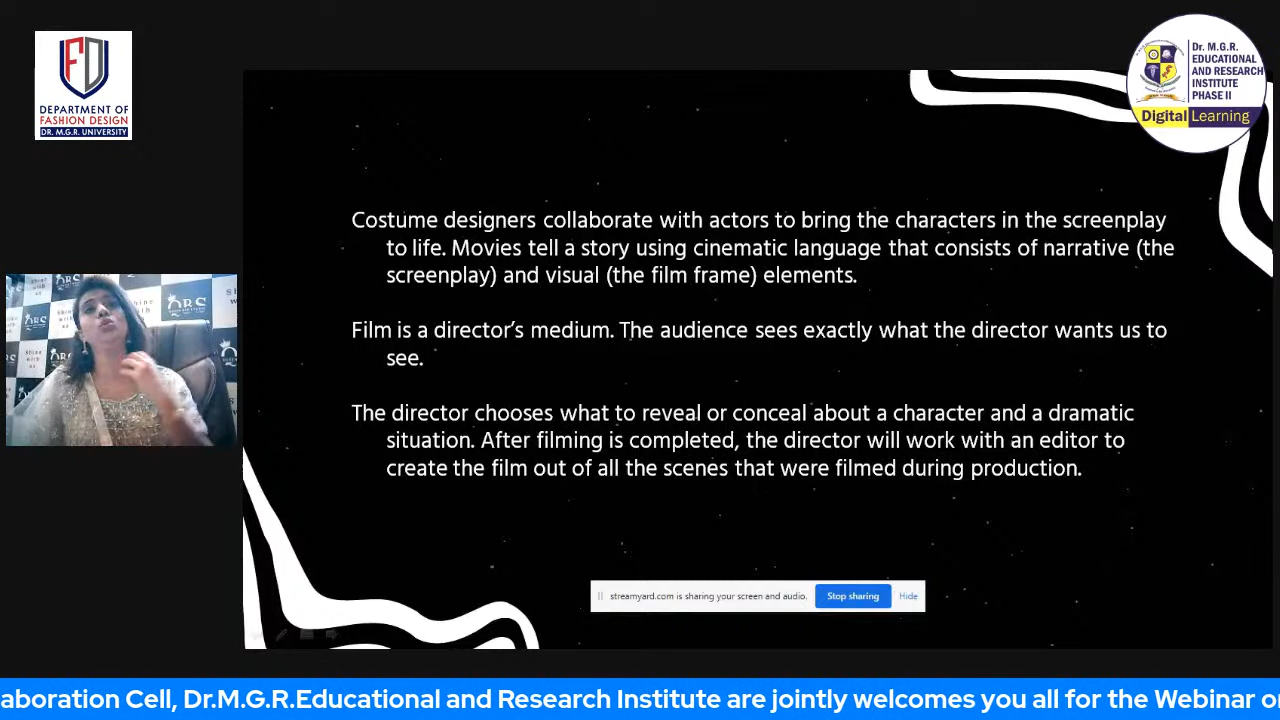 DEPARTMENT OF
FASHION DESIGN
DR. M.G.R. UNIVERSITY
Dr. M.G.R.
EDUCATIONAL
AND RESEARCH
INSTITUTE
PHASE II
Digital Learning
Costume designers collaborate with actors to bring the characters in the screenplay
to life. Movies tell a story using cinematic language that consists of narrative (the
screenplay) and visual (the film frame) elements.
Film is a director’s medium. The audience sees exactly what the director wants us to
see.
The director chooses what to reveal or conceal about a character and a dramatic
situation. After filming is completed, the director will work with an editor to
create the film out of all the scenes that were filmed during production.
streamyard.com is sharing your screen and audio. Stop sharing Hide
aboration Cell, Dr.M.G.R.Educational and Research Institute are jointly welcomes you all for the Webinar o